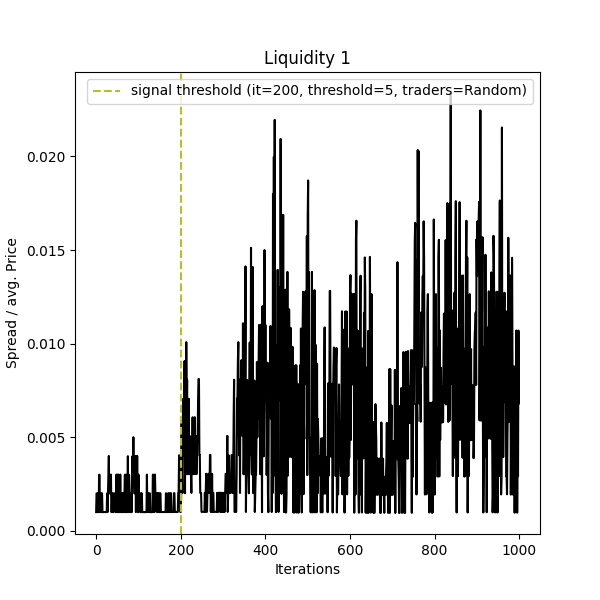 Liquidity 1
signal threshold (it=200, threshold=5, traders=Random)
0.020
0.015
0.010
0.005
0.000
Spread / avg. Price
0 200 400 600 800 1000
Iterations